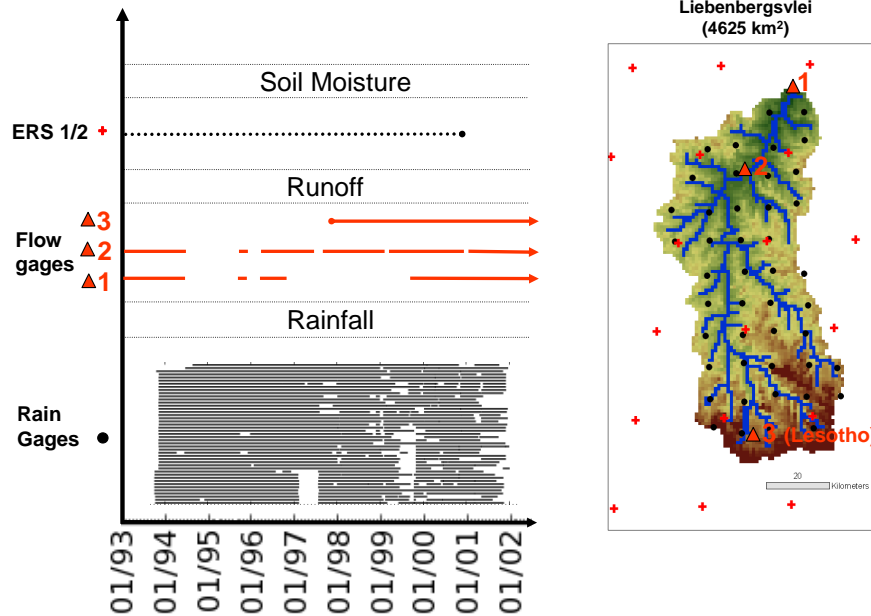 Liebenbergsvlei
(4625 km²)
Soil Moisture
ERS 1/2
Runoff
3
Flow
gages
2
1
Rainfall
Rain
Gages
01/93
01/94
01/95
01/96
01/97
01/98
01/99
01/00
01/01
01/02
1
2
3 (Lesotho)
20
Kilometers